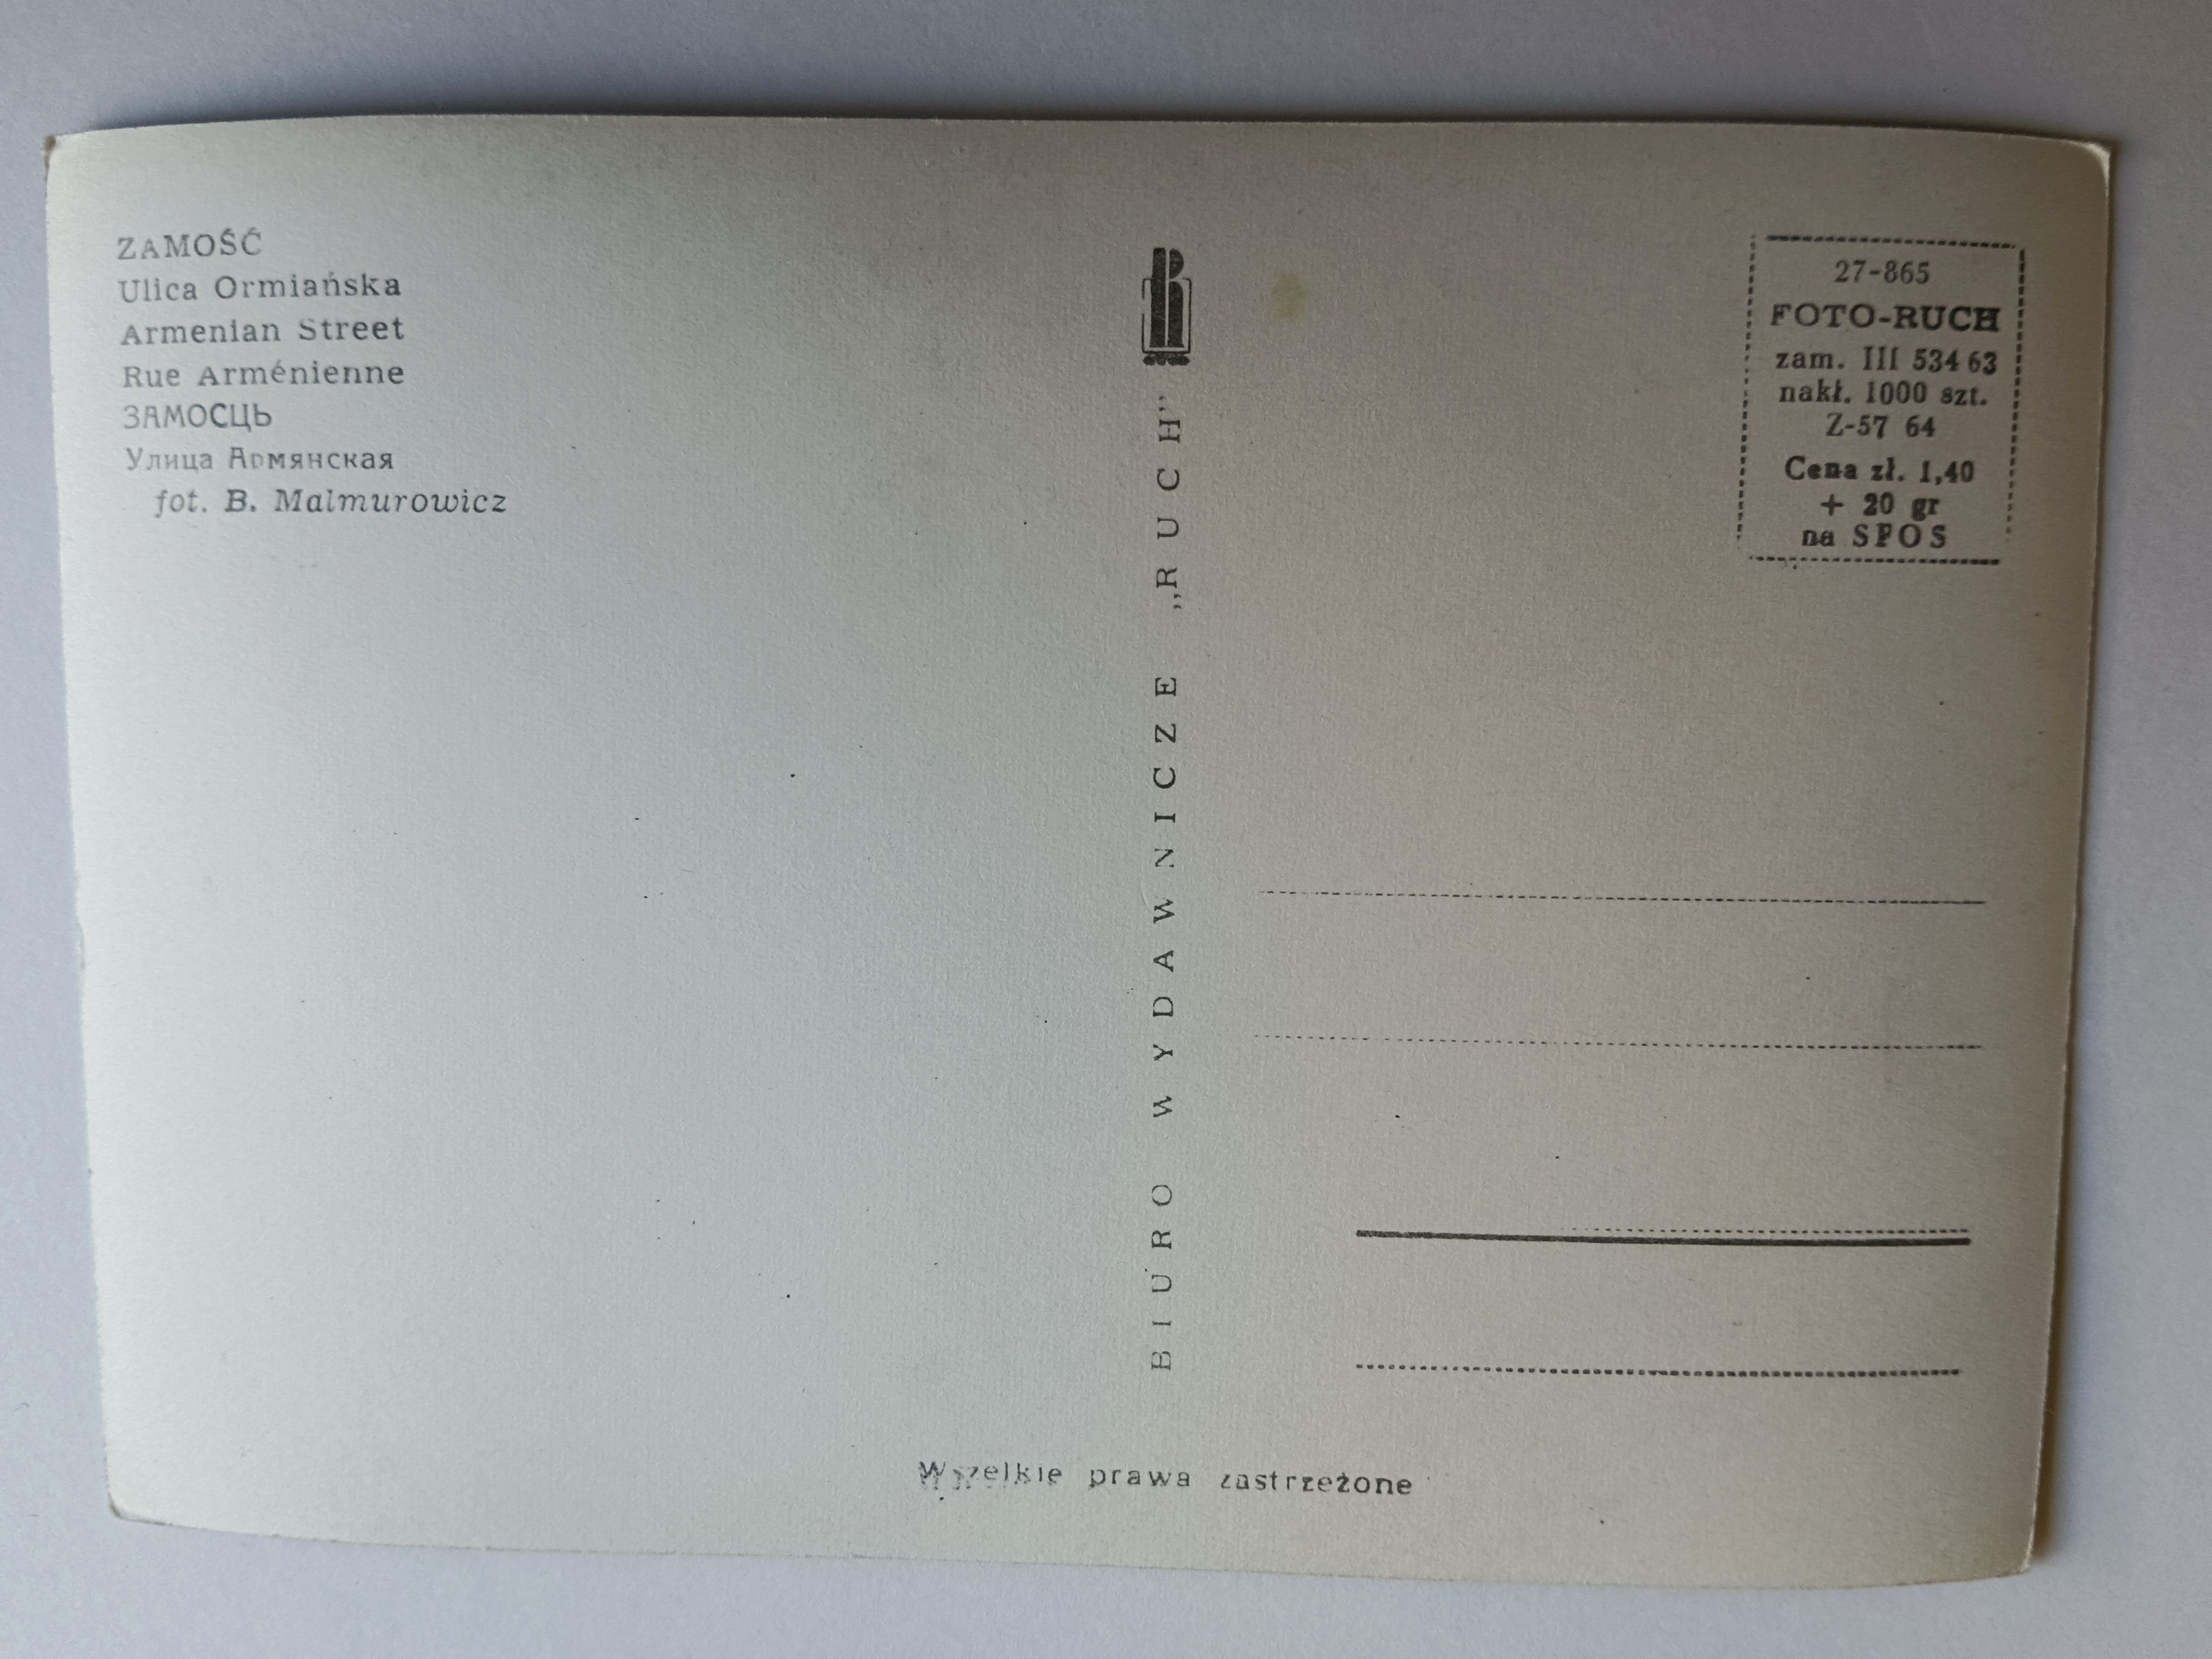 ZAMOŚĆ
Ulica Ormiańska
Armenian Street
Rue Arménienne
ЗАМОСЦЬ
Улица Армянская
fot. B. Malmurowicz
BIURO WYDAWNICZE „RUCH”
27-865
FOTO-RUCH
zam. III 534 63
nakł. 1000 szt.
Z-57 64
Cena zł. 1,40
+ 20 gr
na SFOS
Wszelkie prawa zastrzeżone